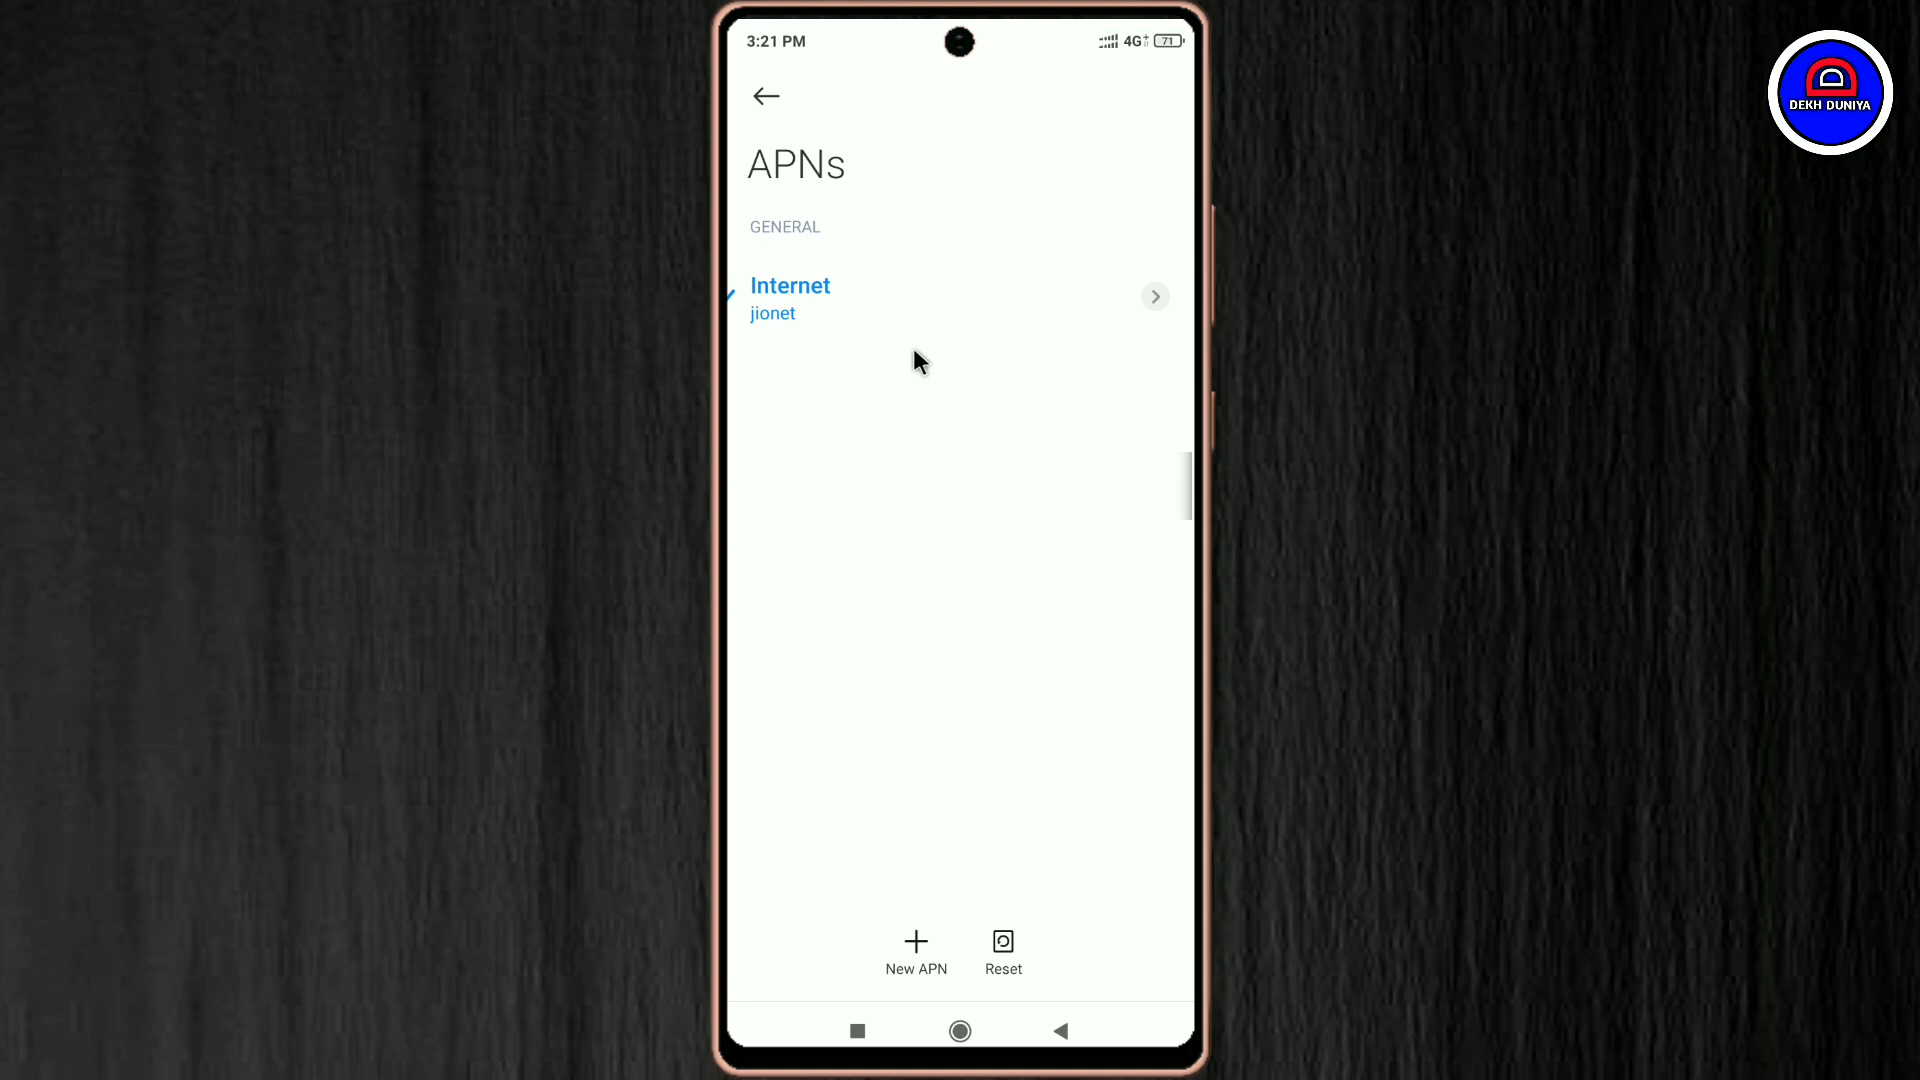 3:21 PM
4G+
71
DEKH DUNIYA
APNs
GENERAL
Internet
jionet
New APN
Reset